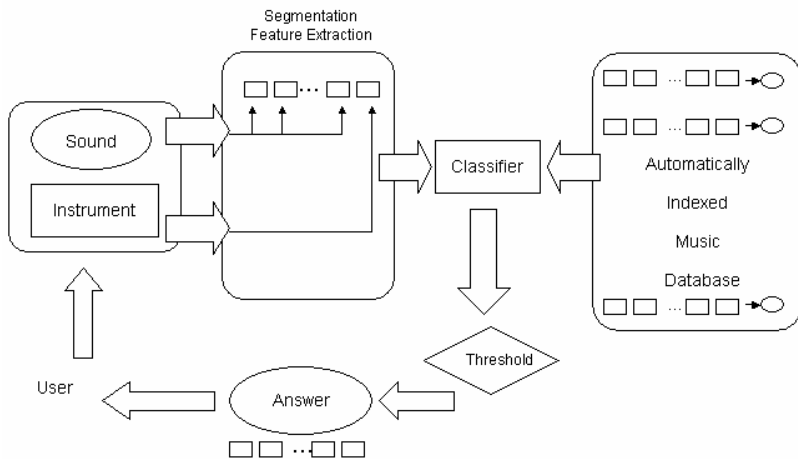 Segmentation
Feature Extraction
...
Sound
Instrument
Classifier
...
...
Automatically
Indexed
Music
Database
...
Threshold
User
Answer
...